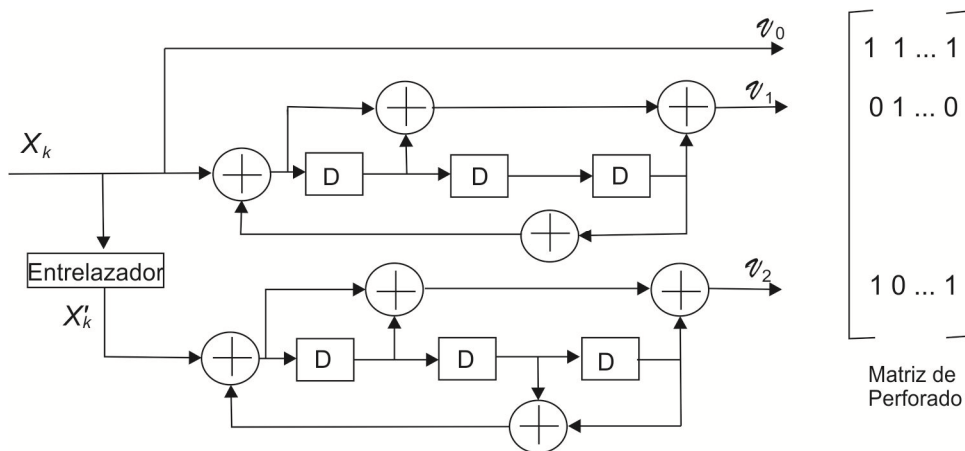 v0
1 1 ... 1
v1
0 1 ... 0
Xk
D
D
D
Entrelazador
v2
1 0 ... 1
X'k
D
D
D
Matriz de
Perforado